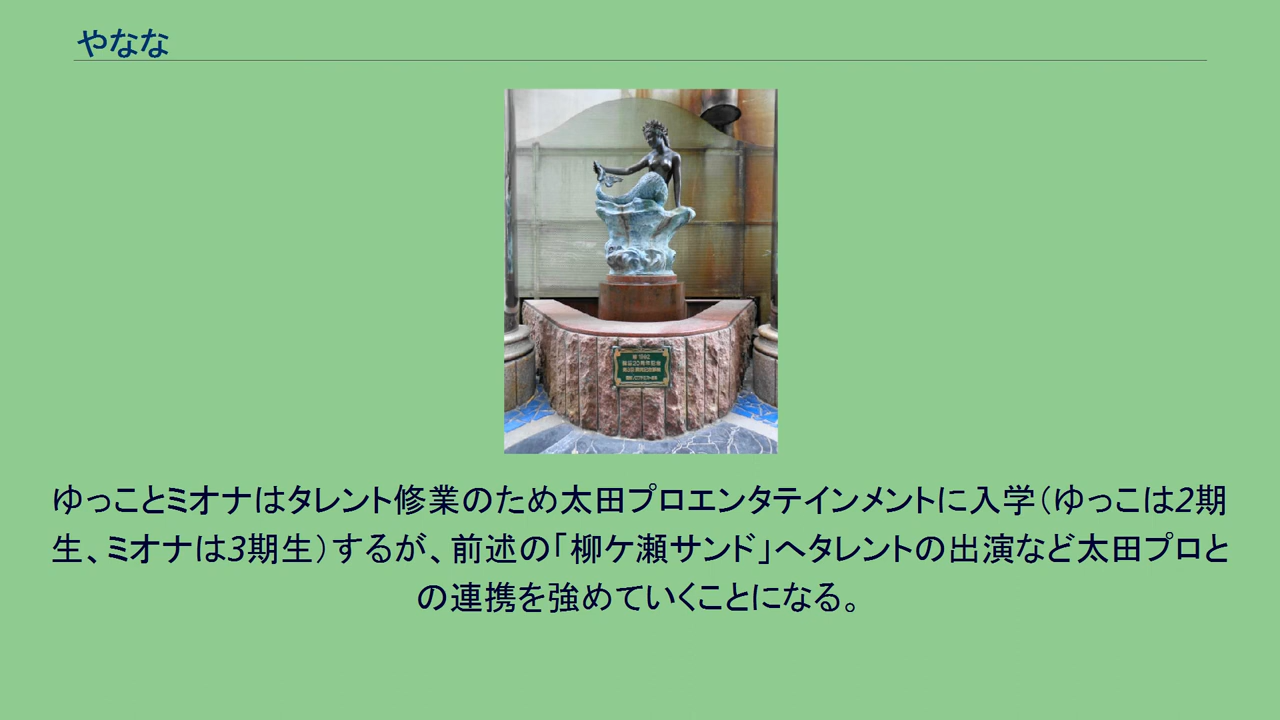 やなな
ゆっことミオナはタレント修業のため太田プロエンタテインメントに入学（ゆっこは2期
生、ミオナは3期生）するが、前述の「柳ケ瀬サンド」へタレントの出演など太田プロと
の連携を強めていくことになる。